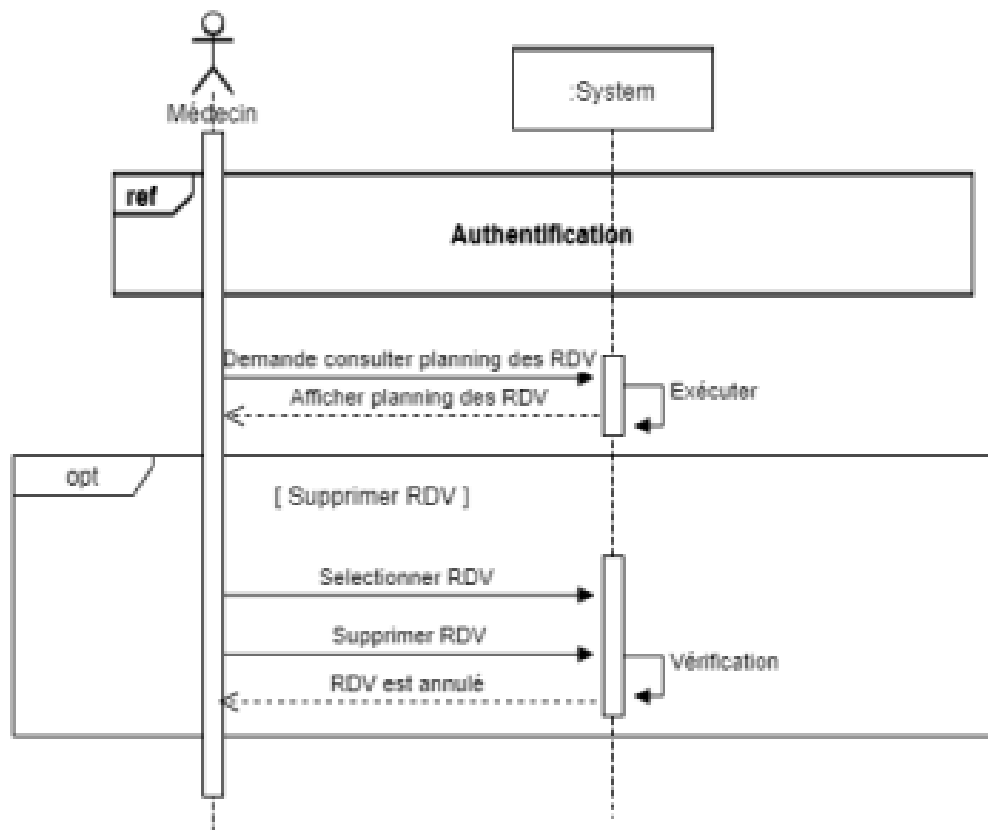 Médecin
:System
ref
Authentification
Demande consulter planning des RDV
Exécuter
Afficher planning des RDV
opt
[ Supprimer RDV ]
Selectionner RDV
Supprimer RDV
Vérification
RDV est annulé